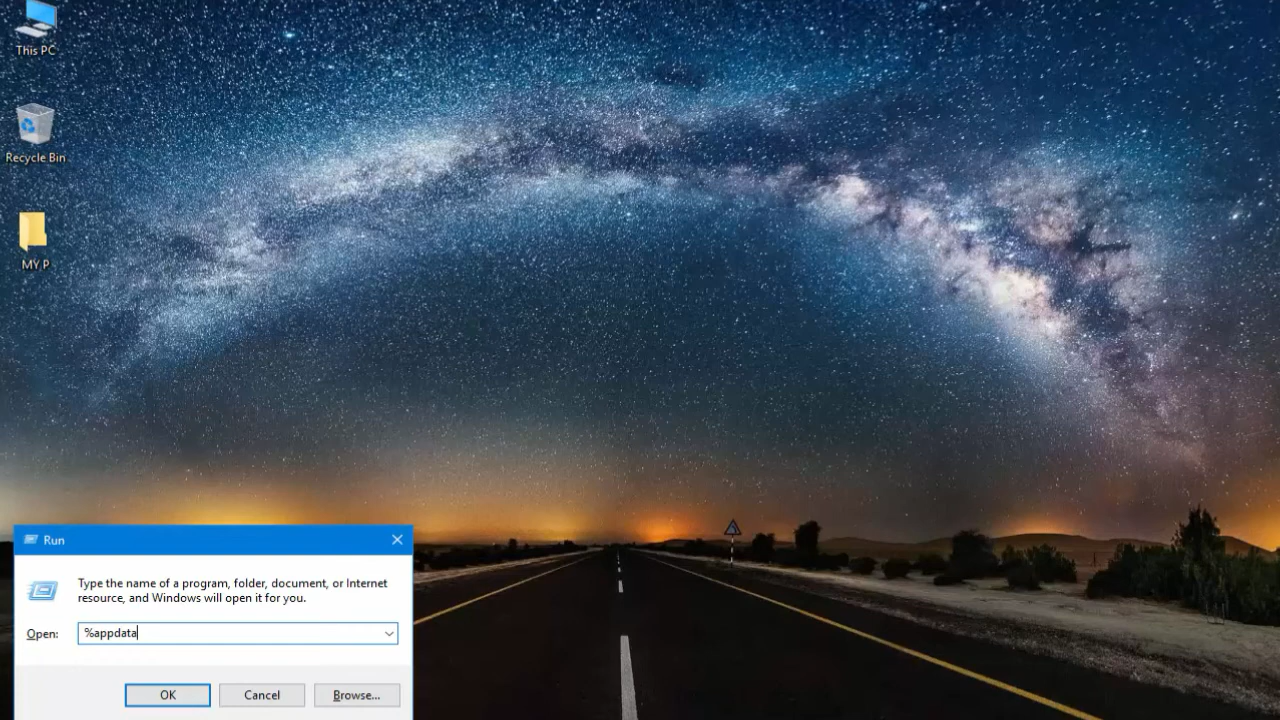 This PC
Recycle Bin
MY P
Run
Type the name of a program, folder, document, or Internet
resource, and Windows will open it for you.
Open:
%appdata
OK
Cancel
Browse...